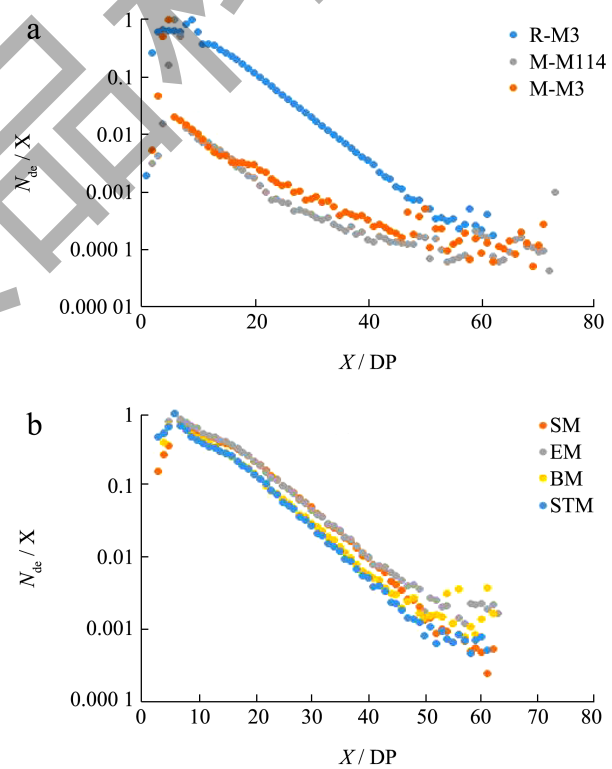 a
1
0.1
0.01
0.001
0.000 1
0.000 01
N_de / X
R-M3
M-M114
M-M3
0 20 40 60 80
X / DP
b
1
0.1
0.01
0.001
0.000 1
N_de / X
SM
EM
BM
STM
0 10 20 30 40 50 60 70 80
X / DP